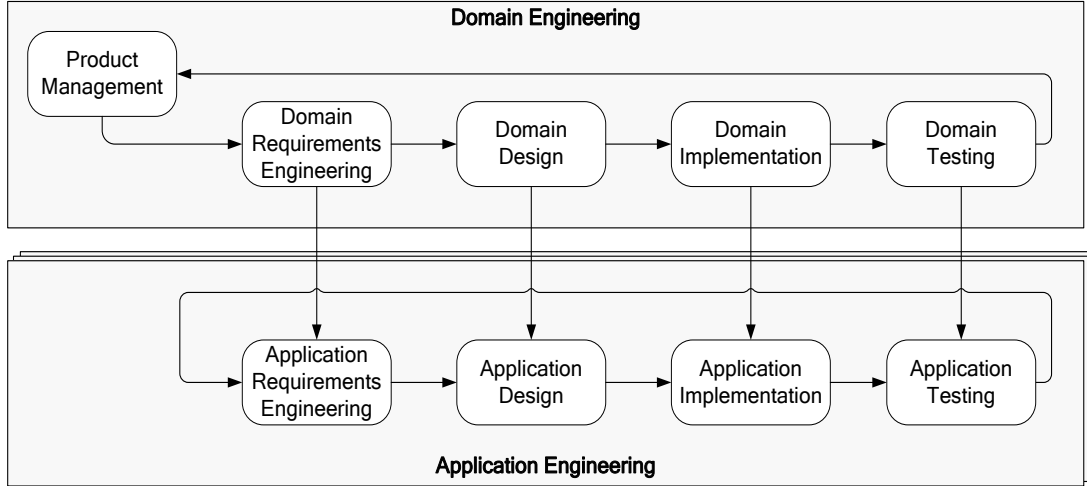 Domain Engineering
Product
Management
Domain
Requirements
Engineering
Domain
Design
Domain
Implementation
Domain
Testing
Application
Requirements
Engineering
Application
Design
Application
Implementation
Application
Testing
Application Engineering